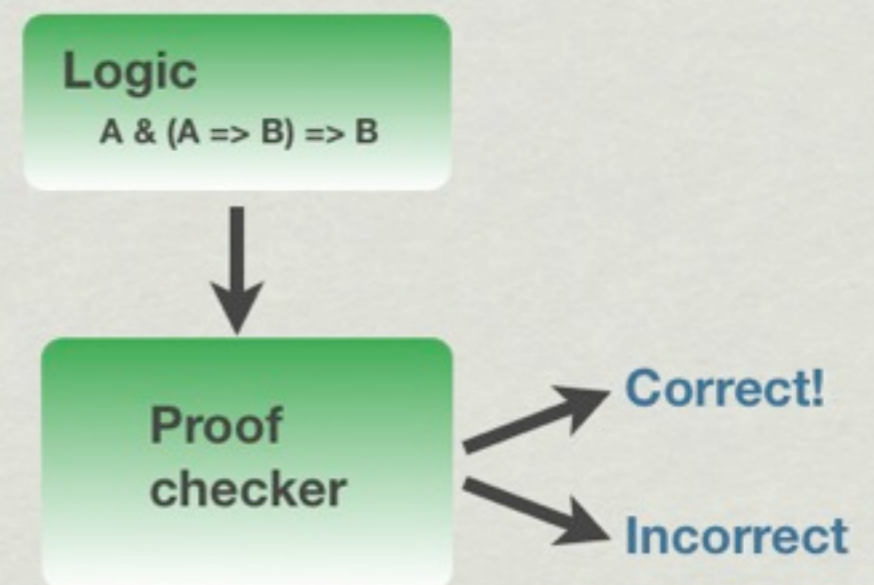 Logic
A & (A => B) => B
Proof
checker
Correct!
Incorrect